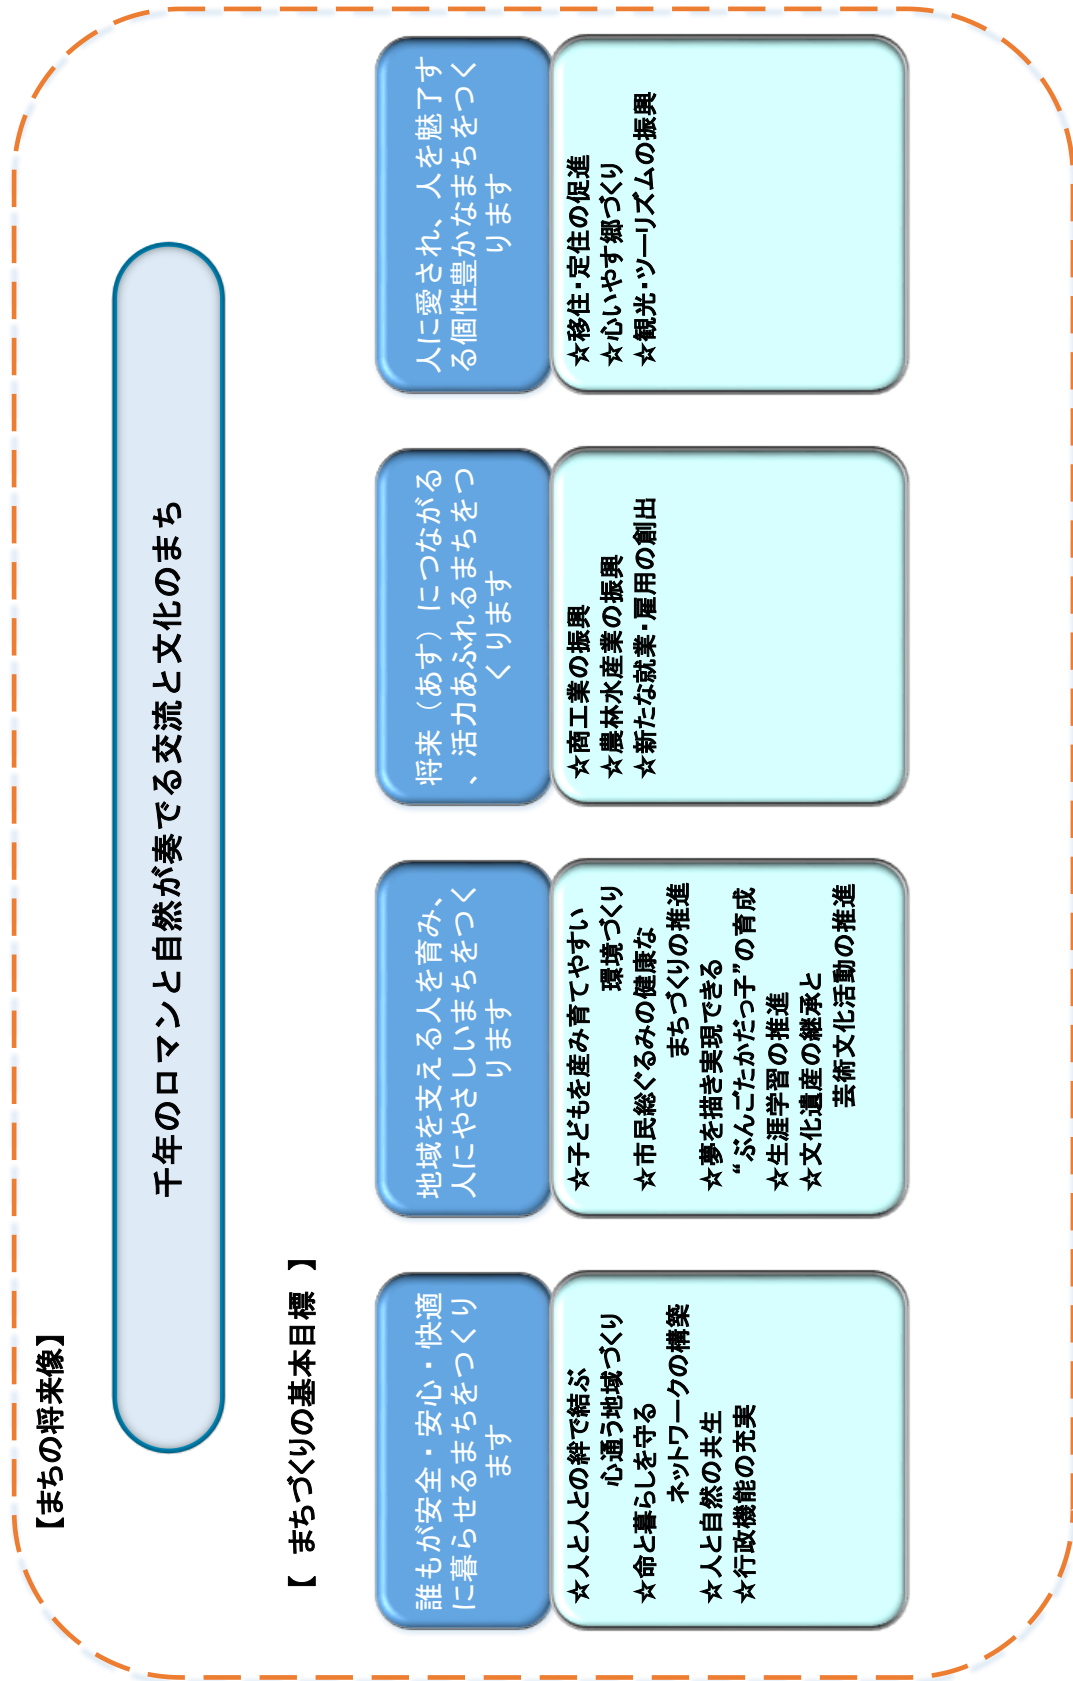 【まちの将来像】
千年のロマンと自然が奏でる交流と文化のまち
【　まちづくりの基本目標　】
誰もが安全・安心・快適
に暮らせるまちをつくり
ます
☆人と人との絆で結ぶ
心通う地域づくり
☆命と暮らしを守る
ネットワークの構築
☆人と自然の共生
☆行政機能の充実
地域を支える人を育み、
人にやさしいまちをつく
ります
☆子どもを産み育てやすい
環境づくり
☆市民総ぐるみの健康な
まちづくりの推進
☆夢を描き実現できる
“ぶんごたかだっ子”の育成
☆生涯学習の推進
☆文化遺産の継承と
芸術文化活動の推進
将来（あす）につながる
、活力あふれるまちをつ
くります
☆商工業の振興
☆農林水産業の振興
☆新たな就業・雇用の創出
人に愛され、人を魅了す
る個性豊かなまちをつく
ります
☆移住・定住の促進
☆心いやす郷づくり
☆観光・ツーリズムの振興